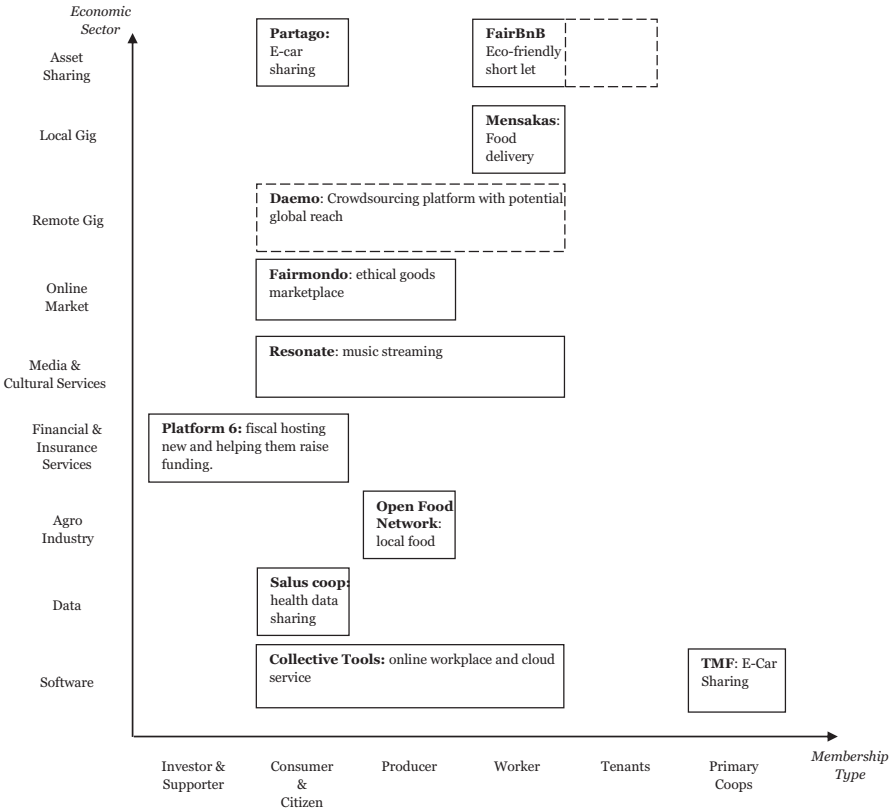 Economic
Sector
Asset
Sharing
Partago:
E-car
sharing
FairBnB
Eco-friendly
short let
Local Gig
Mensakas:
Food
delivery
Remote Gig
Daemo: Crowdsourcing platform with potential
global reach
Online
Market
Fairmondo: ethical goods
marketplace
Media &
Cultural Services
Resonate: music streaming
Financial &
Insurance
Services
Platform 6: fiscal hosting
new and helping them raise
funding.
Agro
Industry
Open Food
Network:
local food
Data
Salus coop:
health data
sharing
Software
Collective Tools: online workplace and cloud
service
TMF: E-Car
Sharing
Investor &
Supporter
Consumer
&
Citizen
Producer
Worker
Tenants
Primary
Coops
Membership
Type